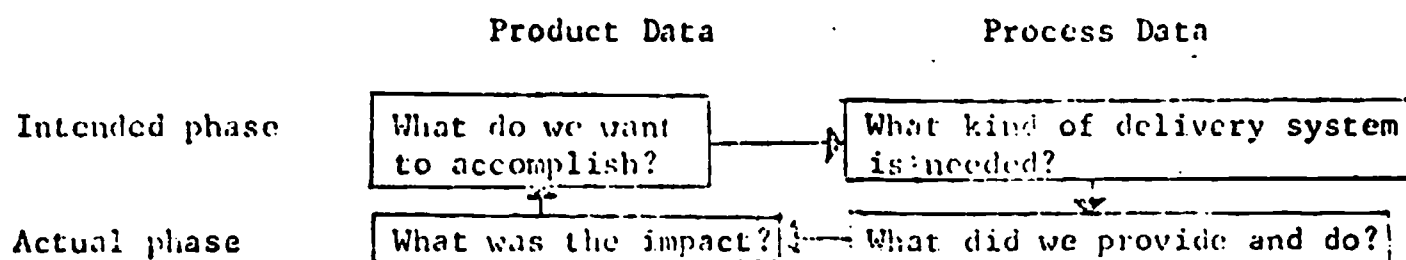 Product Data Process Data
Intended phase
What do we want
to accomplish?
What kind of delivery system
is needed?
Actual phase
What was the impact?
What did we provide and do?